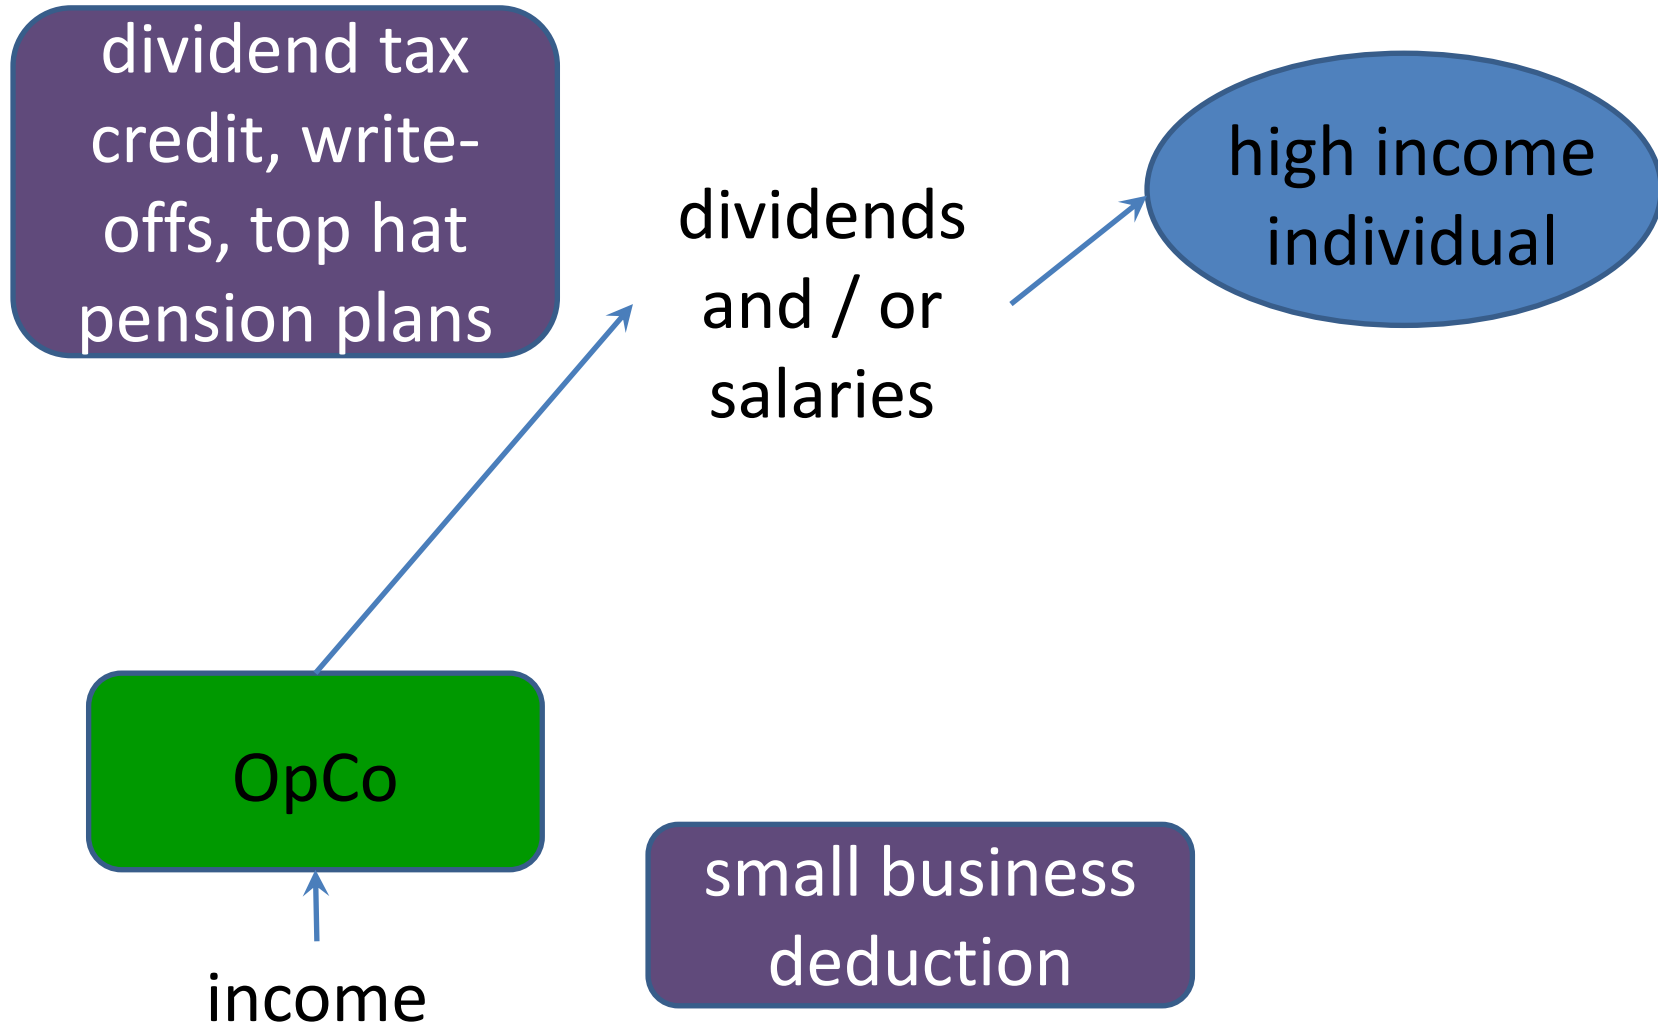 dividend tax
credit, write-
offs, top hat
pension plans
dividends
and / or
salaries
high income
individual
OpCo
small business
deduction
income